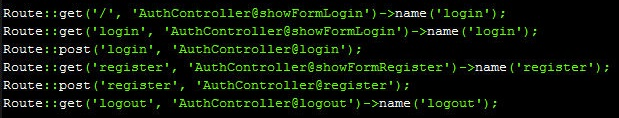 Route::get('/', 'AuthController@showFormLogin')->name('login');
Route::get('login', 'AuthController@showFormLogin')->name('login');
Route::post('login', 'AuthController@login');
Route::get('register', 'AuthController@showFormRegister')->name('register');
Route::post('register', 'AuthController@register');
Route::get('logout', 'AuthController@logout')->name('logout');